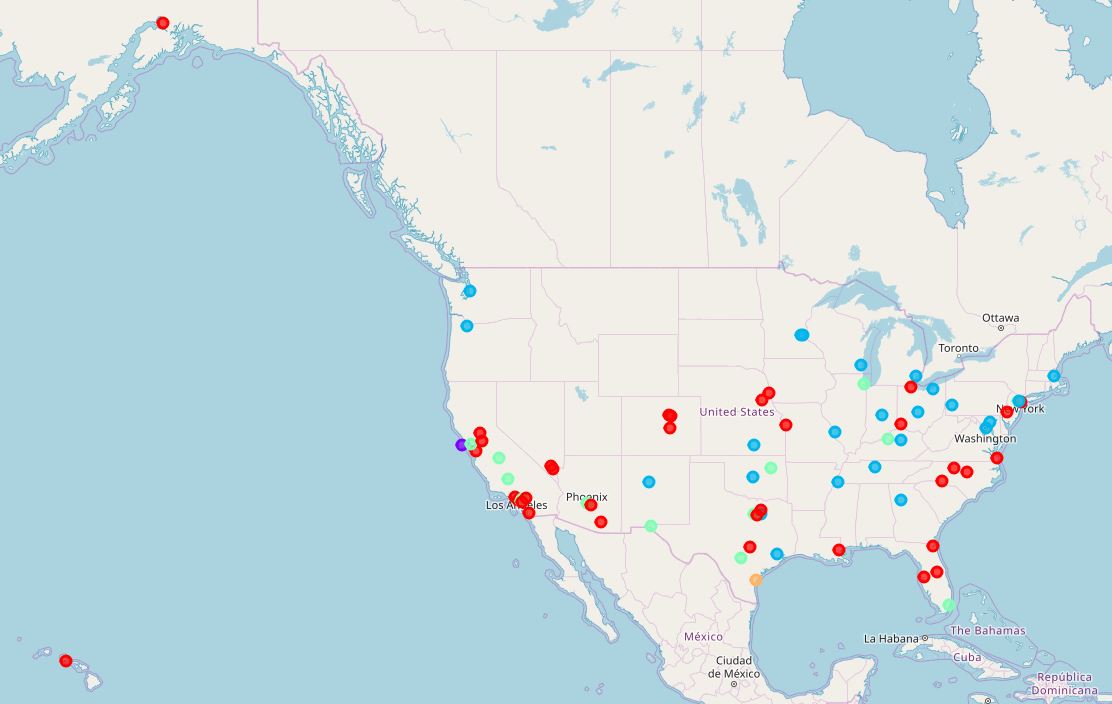 Ottawa
Toronto
United States
New York
Washington
Phoenix
Los Angeles
México
Ciudad
de México
La Habana
The Bahamas
Cuba
República
Dominicana